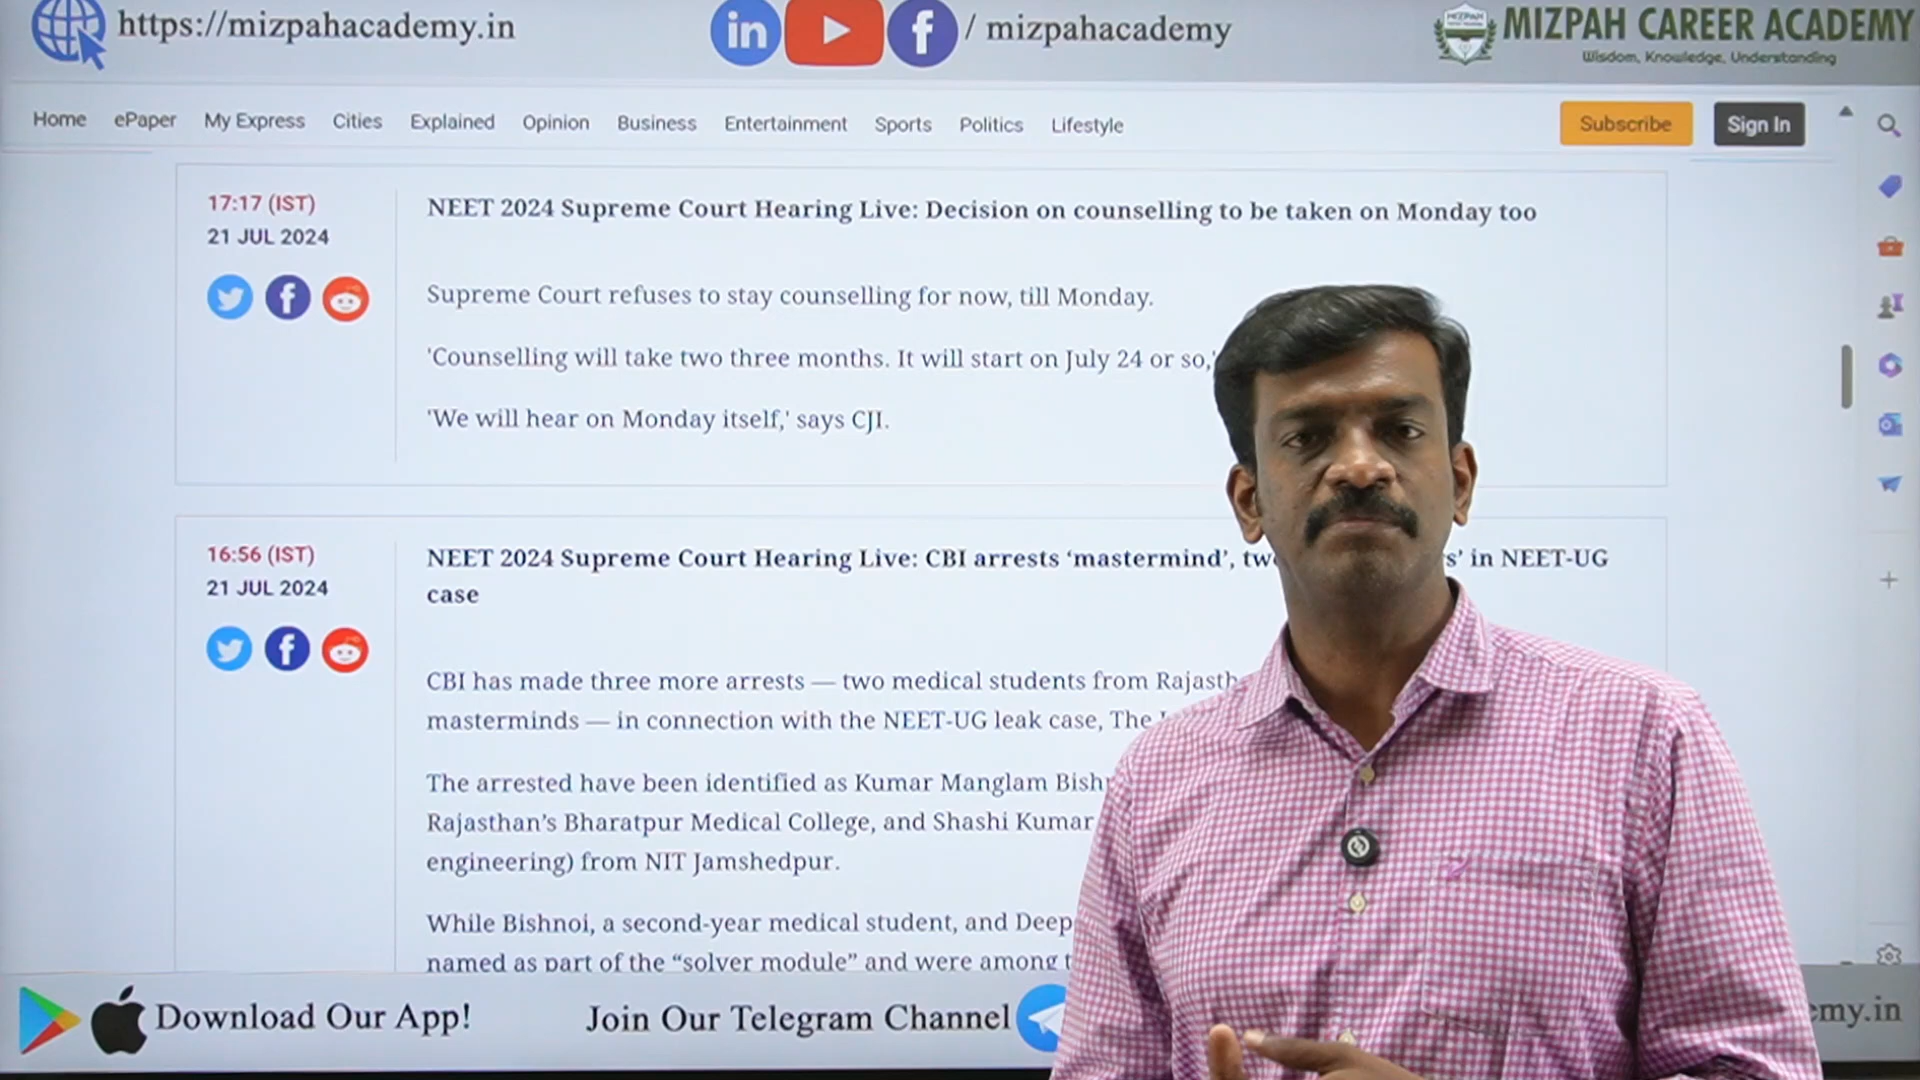 https://mizpahacademy.in
in f / mizpahacademy
MIZPAH
MIZPAH CAREER ACADEMY
Wisdom, Knowledge, Understanding
Home ePaper My Express Cities Explained Opinion Business Entertainment Sports Politics Lifestyle Subscribe Sign In
17:17 (IST)
21 JUL 2024
NEET 2024 Supreme Court Hearing Live: Decision on counselling to be taken on Monday too
Supreme Court refuses to stay counselling for now, till Monday.
'Counselling will take two three months. It will start on July 24 or so,'
'We will hear on Monday itself,' says CJI.
16:56 (IST)
21 JUL 2024
NEET 2024 Supreme Court Hearing Live: CBI arrests ‘mastermind’, in NEET-UG
case
CBI has made three more arrests — two medical students from
masterminds — in connection with the NEET-UG leak case, The
The arrested have been identified as Kumar Manglam
Rajasthan’s Bharatpur Medical College, and Shashi Kumar
engineering) from NIT Jamshedpur.
While Bishnoi, a second-year medical student, and
named as part of the “solver module” and were among
Download Our App!
Join Our Telegram Channel
my.in